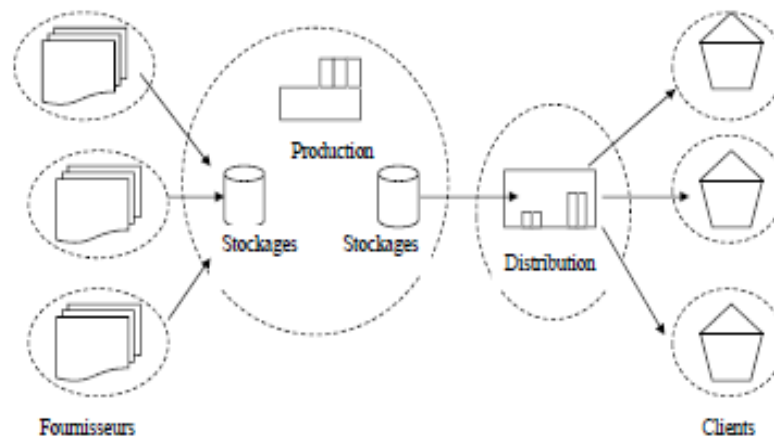 Production
Stockages
Stockages
Distribution
Fournisseurs
Clients